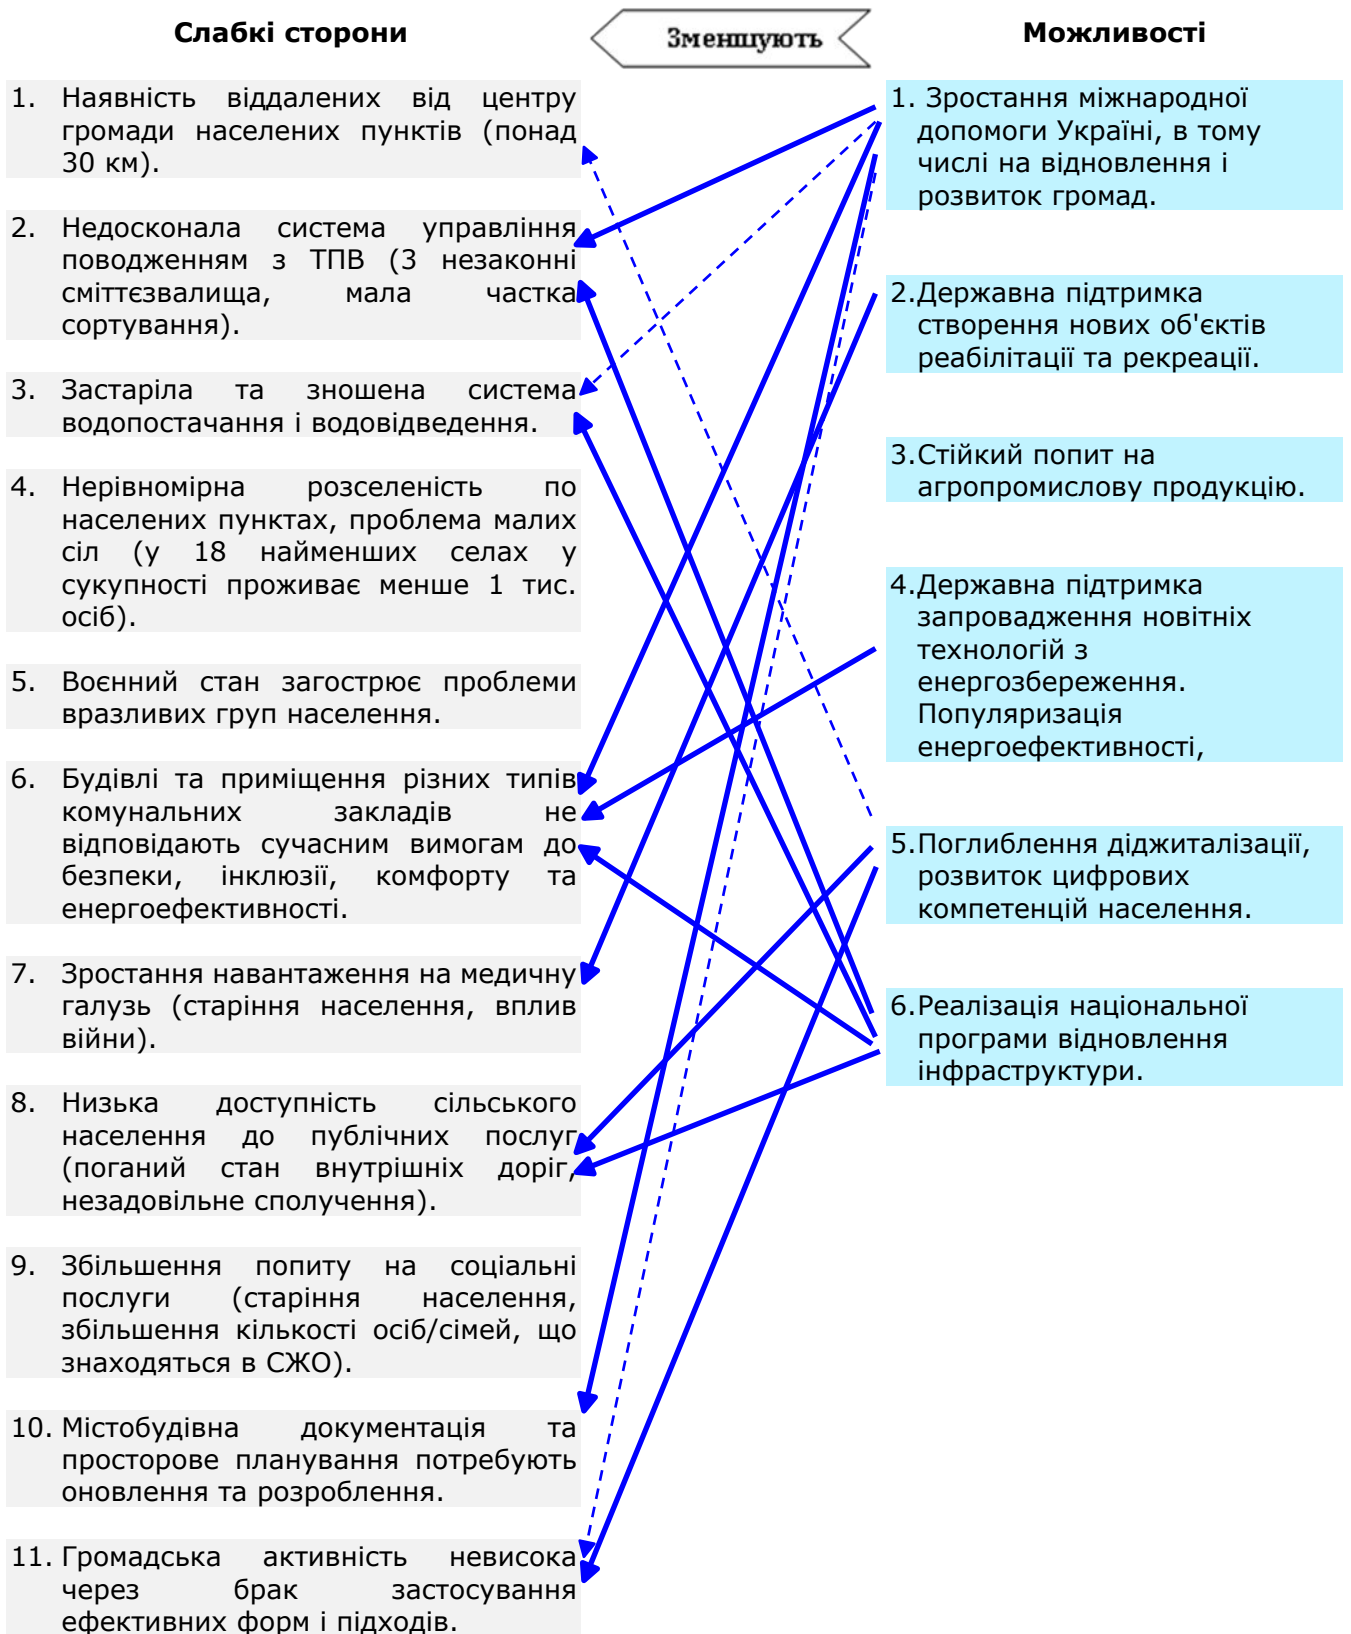 Слабкі сторони
Зменшують
Можливості
1. Наявність віддалених від центру
громади населених пунктів (понад
30 км).
2. Недосконала система управління
поводженням з ТПВ (3 незаконні
сміттєзвалища, мала частка
сортування).
3. Застаріла та зношена система
водопостачання і водовідведення.
4. Нерівномірна розселеність по
населених пунктах, проблема малих
сіл (у 18 найменших селах у
сукупності проживає менше 1 тис.
осіб).
5. Воєнний стан загострює проблеми
вразливих груп населення.
6. Будівлі та приміщення різних типів
комунальних закладів не
відповідають сучасним вимогам до
безпеки, інклюзії, комфорту та
енергоефективності.
7. Зростання навантаження на медичну
галузь (старіння населення, вплив
війни).
8. Низька доступність сільського
населення до публічних послуг
(поганий стан внутрішніх доріг,
незадовільне сполучення).
9. Збільшення попиту на соціальні
послуги (старіння населення,
збільшення кількості осіб/сімей, що
знаходяться в СЖО).
10. Містобудівна документація та
просторове планування потребують
оновлення та розроблення.
11. Громадська активність невисока
через брак застосування
ефективних форм і підходів.
1. Зростання міжнародної
допомоги Україні, в тому
числі на відновлення і
розвиток громад.
2.Державна підтримка
створення нових об'єктів
реабілітації та рекреації.
3.Стійкий попит на
агропромислову продукцію.
4.Державна підтримка
запровадження новітніх
технологій з
енергозбереження.
Популяризація
енергоефективності,
5.Поглиблення діджиталізації,
розвиток цифрових
компетенцій населення.
6.Реалізація національної
програми відновлення
інфраструктури.